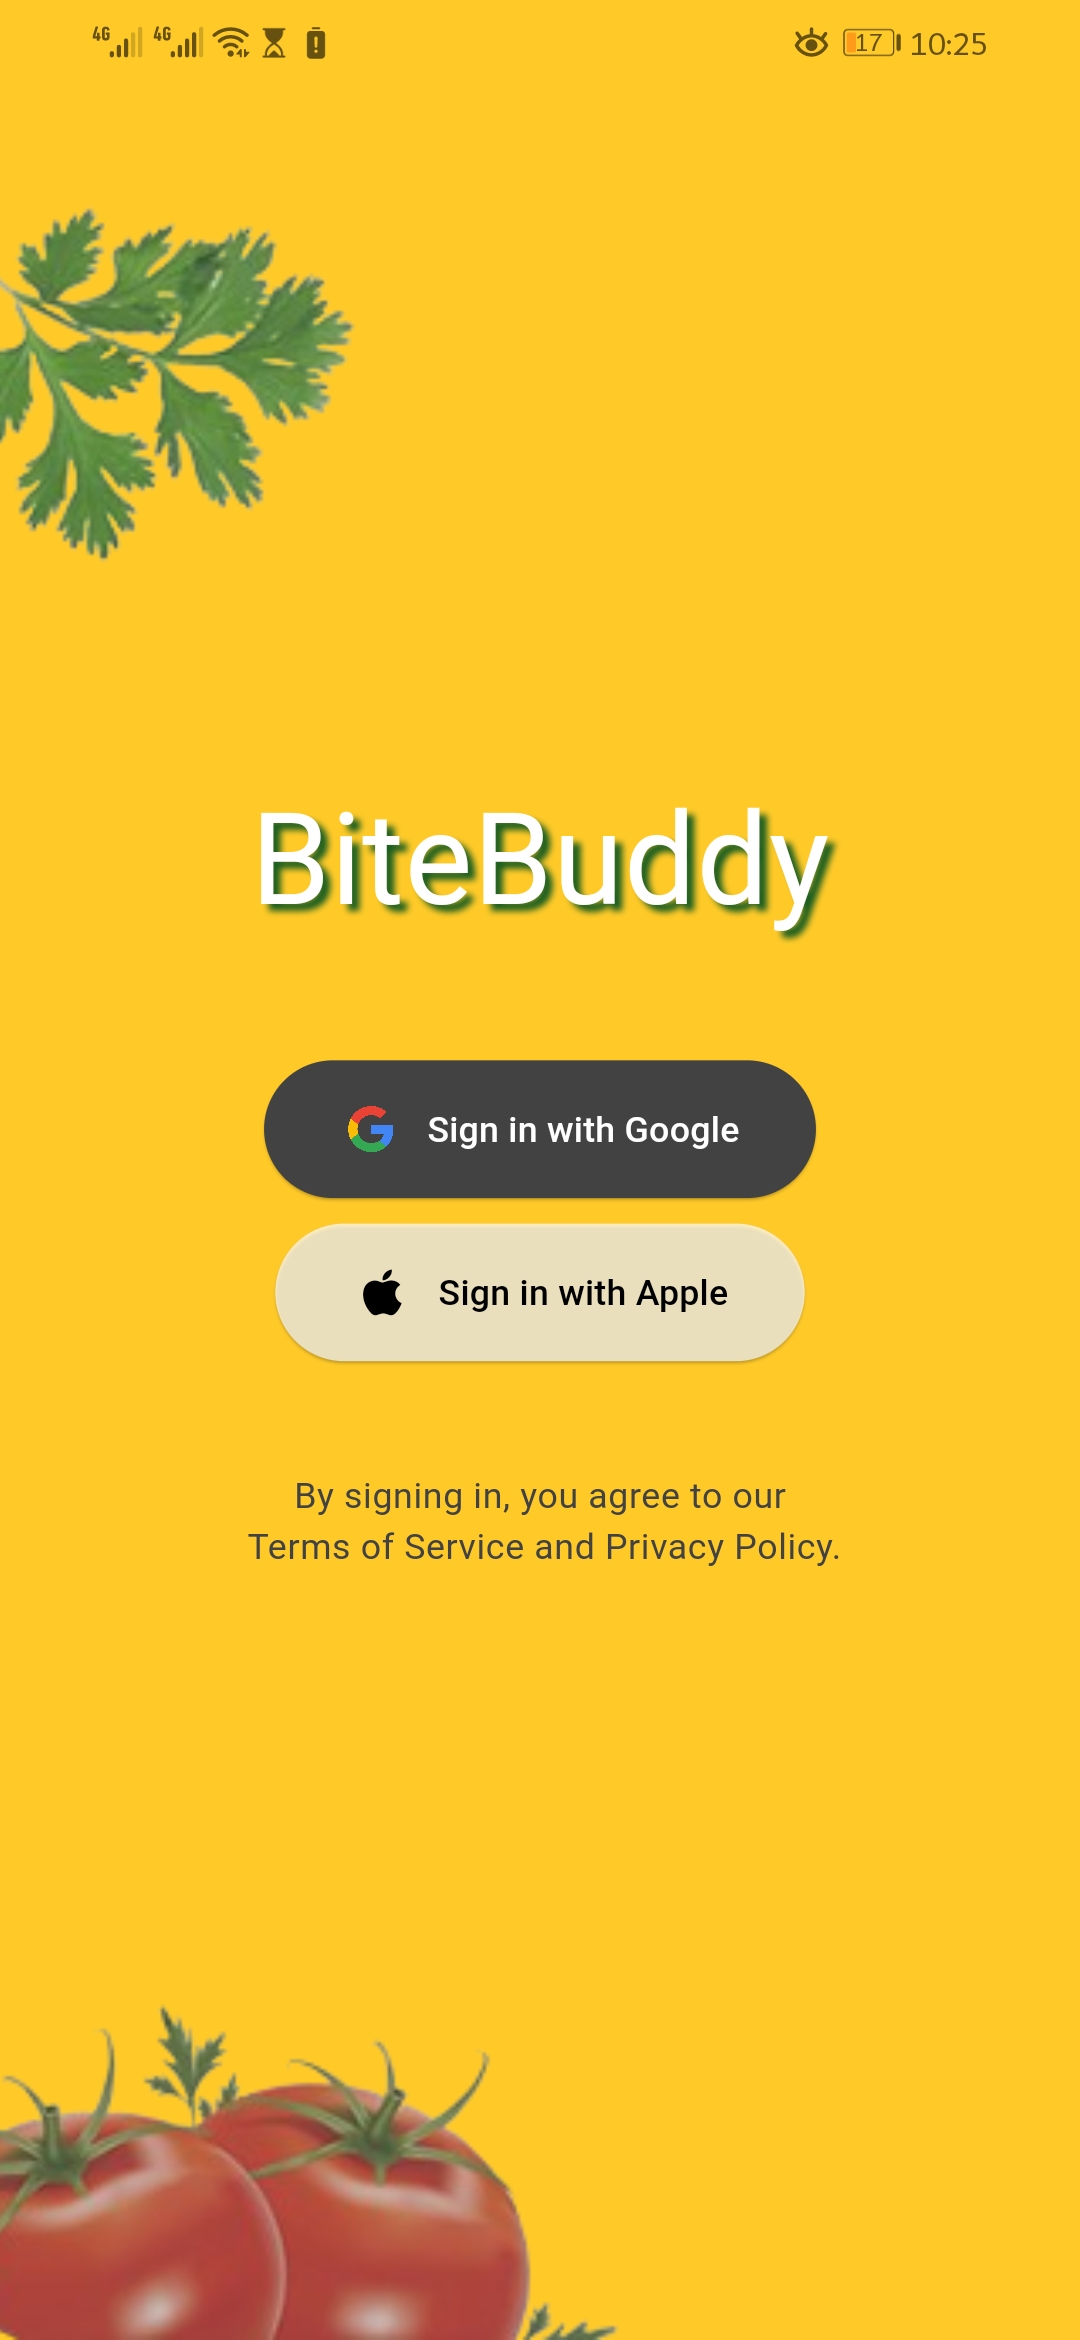 4G 4G 17 10:25
BiteBuddy
Sign in with Google
Sign in with Apple
By signing in, you agree to our
Terms of Service and Privacy Policy.